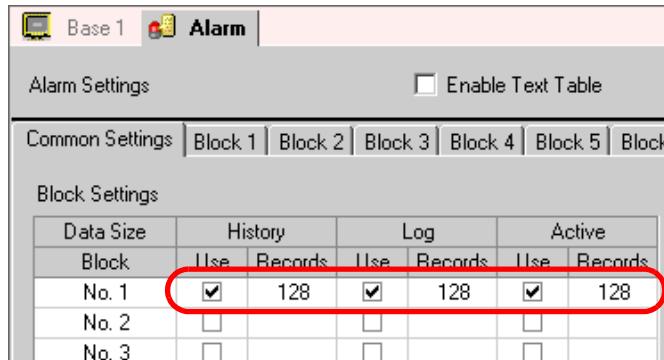 Base 1 Alarm
Alarm Settings Enable Text Table
Common Settings Block 1 Block 2 Block 3 Block 4 Block 5 Block
Block Settings
Data Size History Log Active
Block Use Records Use Records Use Records
No. 1 128 128 128
No. 2
No. 3